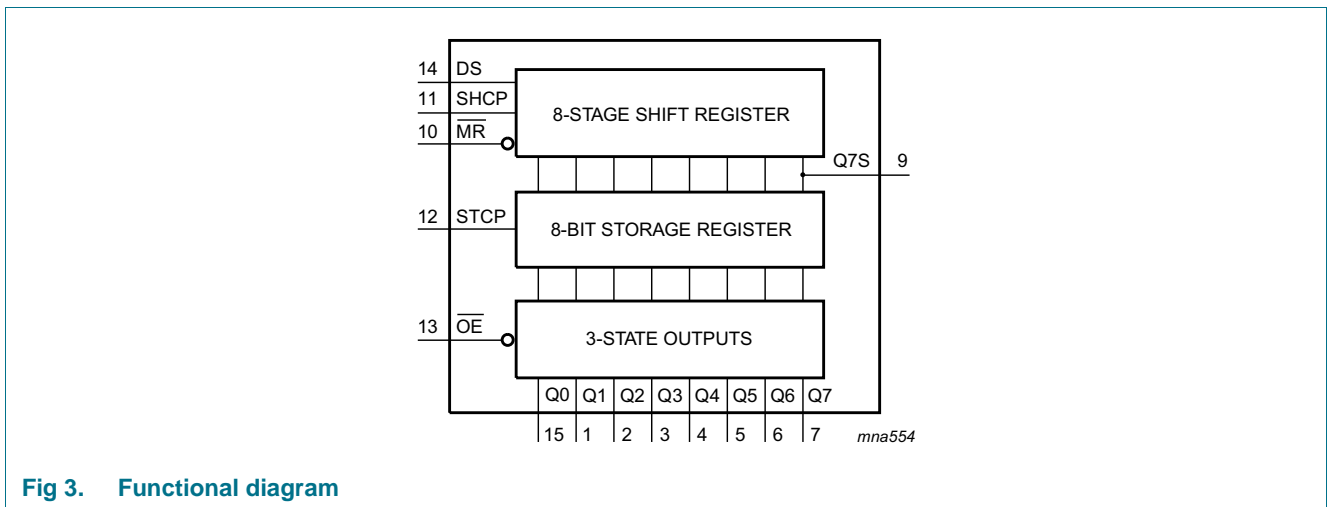 14 DS
11 SHCP
10 MR
8-STAGE SHIFT REGISTER
Q7S 9
12 STCP
8-BIT STORAGE REGISTER
13 OE
3-STATE OUTPUTS
Q0 Q1 Q2 Q3 Q4 Q5 Q6 Q7
15 1 2 3 4 5 6 7 mna554
Fig 3. Functional diagram